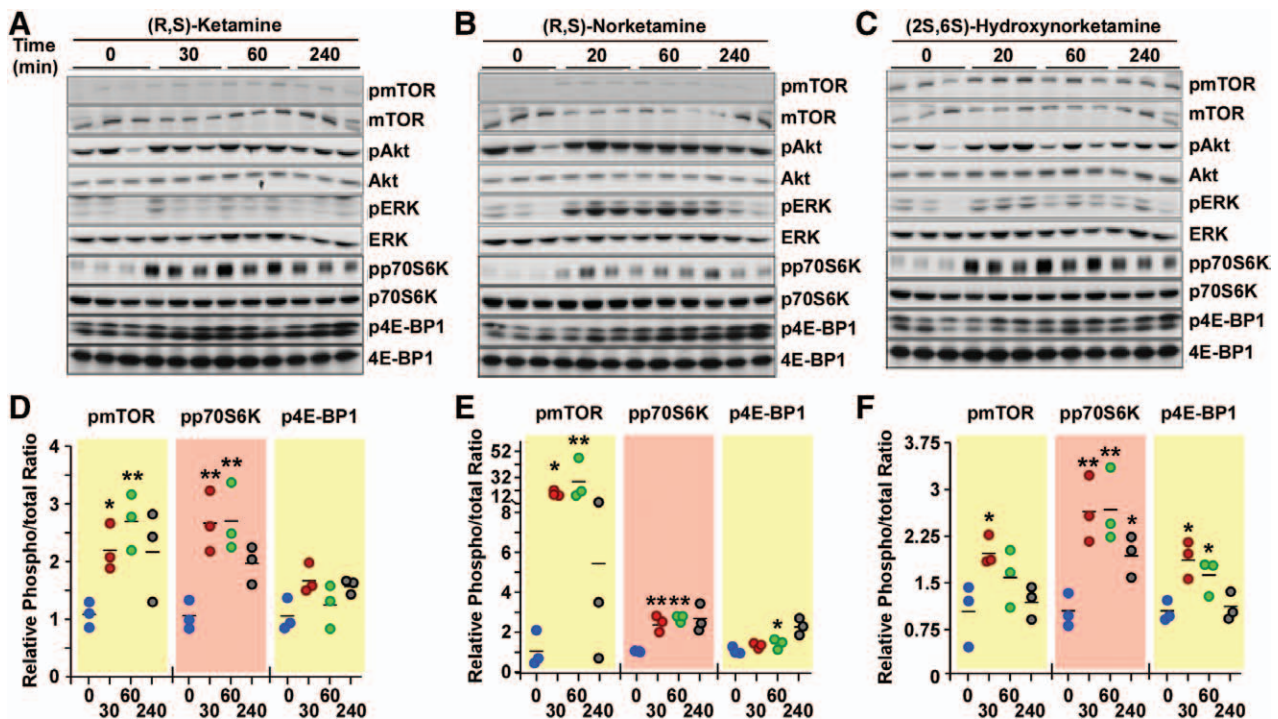 A
(R,S)-Ketamine
Time
(min)
0 30 60 240
pmTOR
mTOR
pAkt
Akt
pERK
ERK
pp70S6K
p70S6K
p4E-BP1
4E-BP1
B
(R,S)-Norketamine
0 20 60 240
pmTOR
mTOR
pAkt
Akt
pERK
ERK
pp70S6K
p70S6K
p4E-BP1
4E-BP1
C
(2S,6S)-Hydroxynorketamine
0 20 60 240
pmTOR
mTOR
pAkt
Akt
pERK
ERK
pp70S6K
p70S6K
p4E-BP1
4E-BP1
D
pmTOR pp70S6K p4E-BP1
Relative Phospho/total Ratio
4
3
2
1
0
* ** ** **
0 60 0 60 0 60
30 240 30 240 30 240
E
pmTOR pp70S6K p4E-BP1
Relative Phospho/total Ratio
52
32
12
8
6
4
2
0
* ** ** ** *
0 60 0 60 0 60
30 240 30 240 30 240
F
pmTOR pp70S6K p4E-BP1
Relative Phospho/total Ratio
3.75
3
2.25
1.5
0.75
0
* ** ** * * *
0 60 0 60 0 60
30 240 30 240 30 240